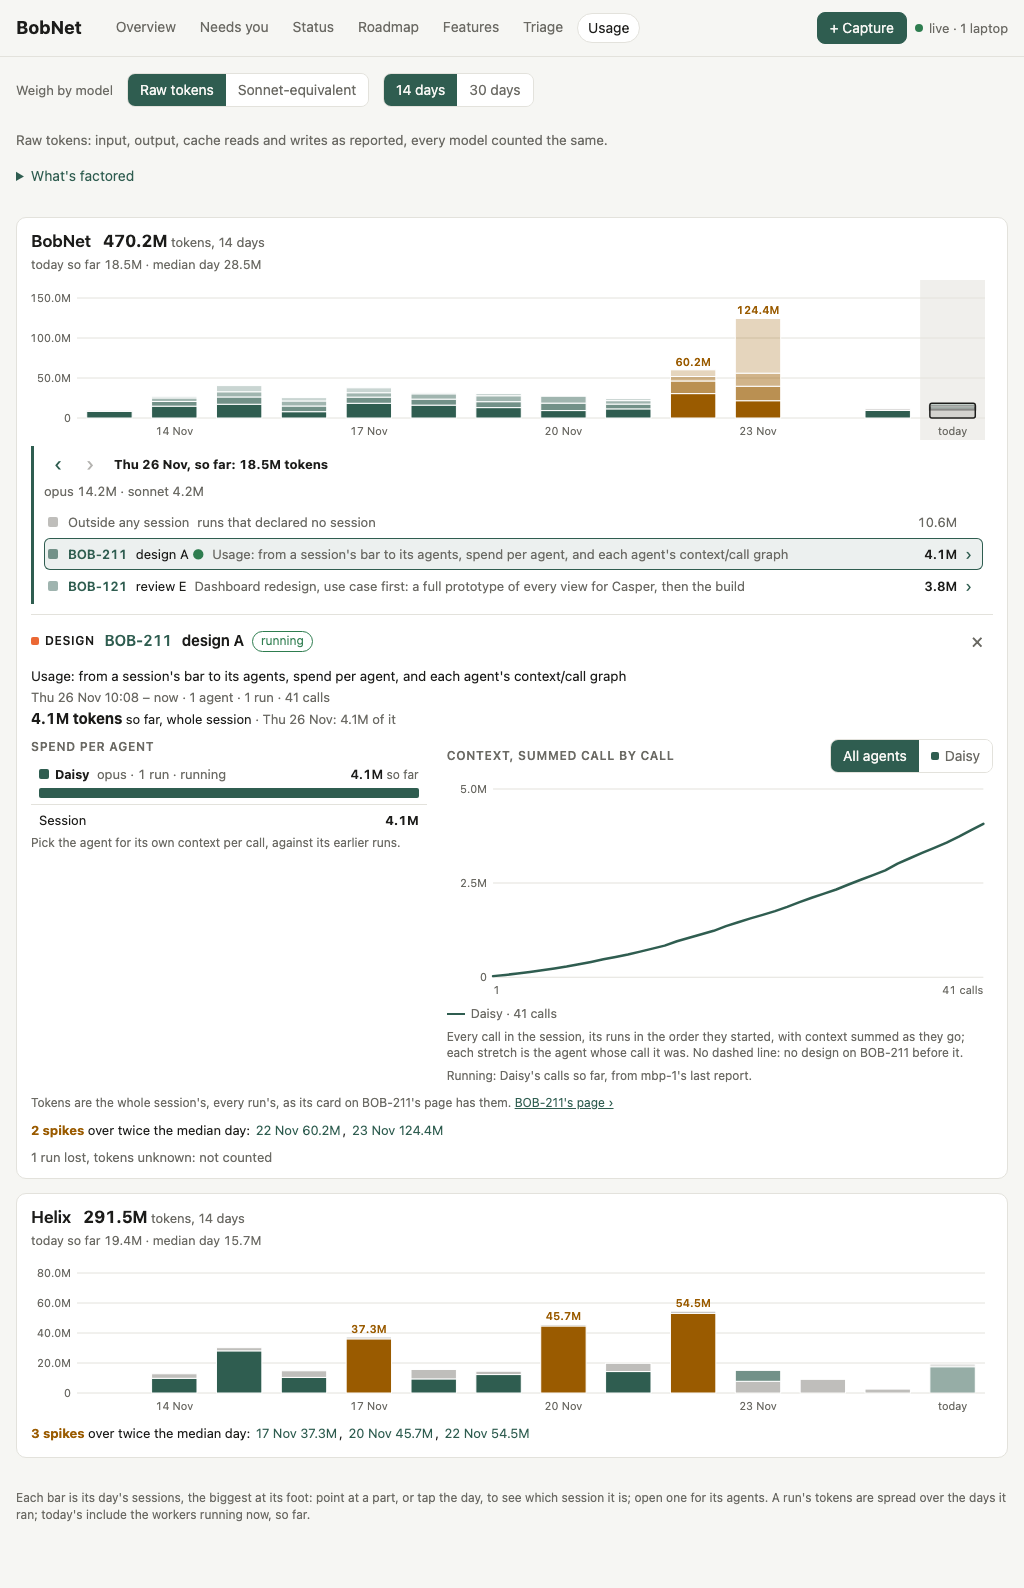 BobNet Overview Needs you Status Roadmap Features Triage Usage + Capture live · 1 laptop
Weigh by model Raw tokens Sonnet-equivalent 14 days 30 days
Raw tokens: input, output, cache reads and writes as reported, every model counted the same.
▶ What's factored
BobNet 470.2M tokens, 14 days
today so far 18.5M · median day 28.5M
150.0M
100.0M
50.0M
0
60.2M
124.4M
14 Nov 17 Nov 20 Nov 23 Nov today
‹ › Thu 26 Nov, so far: 18.5M tokens
opus 14.2M · sonnet 4.2M
Outside any session runs that declared no session 10.6M
BOB-211 design A Usage: from a session's bar to its agents, spend per agent, and each agent's context/call graph 4.1M ›
BOB-121 review E Dashboard redesign, use case first: a full prototype of every view for Casper, then the build 3.8M ›
DESIGN BOB-211 design A running ×
Usage: from a session's bar to its agents, spend per agent, and each agent's context/call graph
Thu 26 Nov 10:08 – now · 1 agent · 1 run · 41 calls
4.1M tokens so far, whole session · Thu 26 Nov: 4.1M of it
SPEND PER AGENT
Daisy opus · 1 run · running 4.1M so far
Session 4.1M
Pick the agent for its own context per call, against its earlier runs.
CONTEXT, SUMMED CALL BY CALL All agents Daisy
5.0M
2.5M
0
1 41 calls
Daisy · 41 calls
Every call in the session, its runs in the order they started, with context summed as they go;
each stretch is the agent whose call it was. No dashed line: no design on BOB-211 before it.
Running: Daisy's calls so far, from mbp-1's last report.
Tokens are the whole session's, every run's, as its card on BOB-211's page has them. BOB-211's page ›
2 spikes over twice the median day: 22 Nov 60.2M, 23 Nov 124.4M
1 run lost, tokens unknown: not counted
Helix 291.5M tokens, 14 days
today so far 19.4M · median day 15.7M
80.0M
60.0M
40.0M
20.0M
0
37.3M
45.7M
54.5M
14 Nov 17 Nov 20 Nov 23 Nov today
3 spikes over twice the median day: 17 Nov 37.3M, 20 Nov 45.7M, 22 Nov 54.5M
Each bar is its day's sessions, the biggest at its foot: point at a part, or tap the day, to see which session it is; open one for its agents. A run's tokens are spread over the days it
ran; today's include the workers running now, so far.